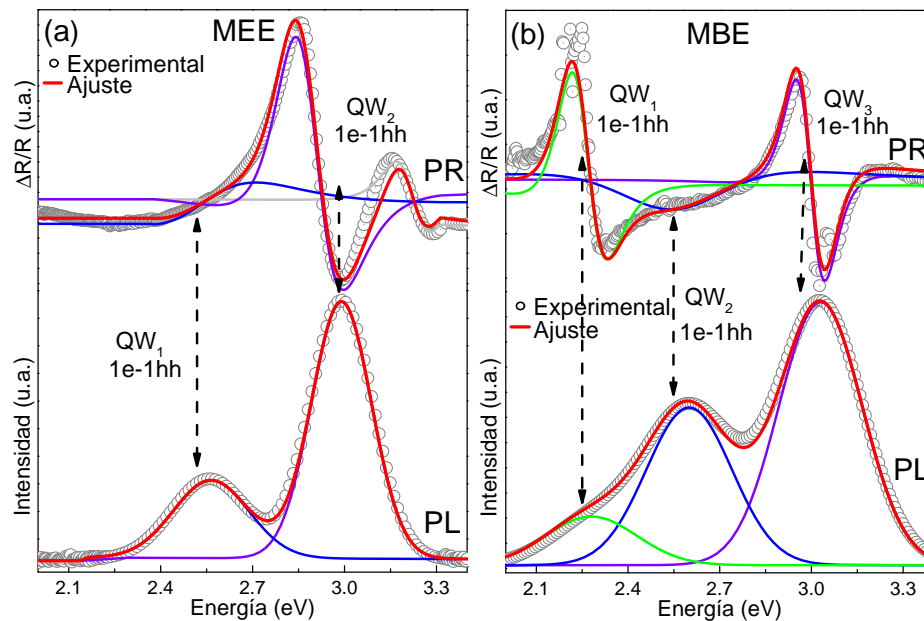 (a)
MEE
Experimental
Ajuste
QW2
1e-1hh
PR
QW1
1e-1hh
PL
ΔR/R (u.a.)
Intensidad (u.a.)
2.1 2.4 2.7 3.0 3.3
Energía (eV)
(b)
MBE
Experimental
Ajuste
QW1
1e-1hh
QW3
1e-1hh
PR
Experimental
Ajuste
QW2
1e-1hh
PL
ΔR/R (u.a.)
Intensidad (u.a.)
2.1 2.4 2.7 3.0 3.3
Energía (eV)